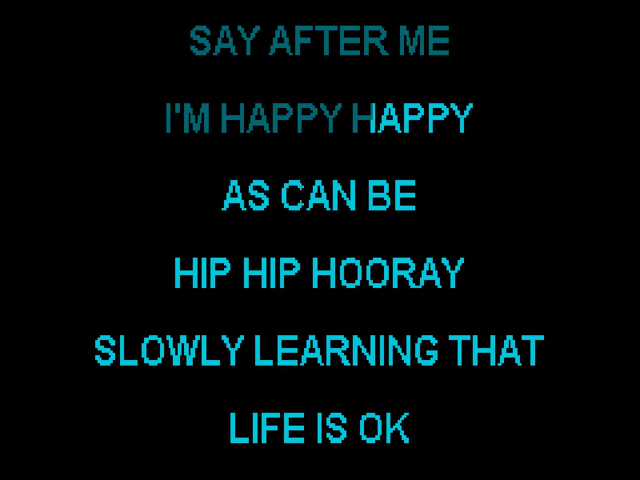 SAY AFTER ME
I'M HAPPY HAPPY
AS CAN BE
HIP HIP HOORAY
SLOWLY LEARNING THAT
LIFE IS OK